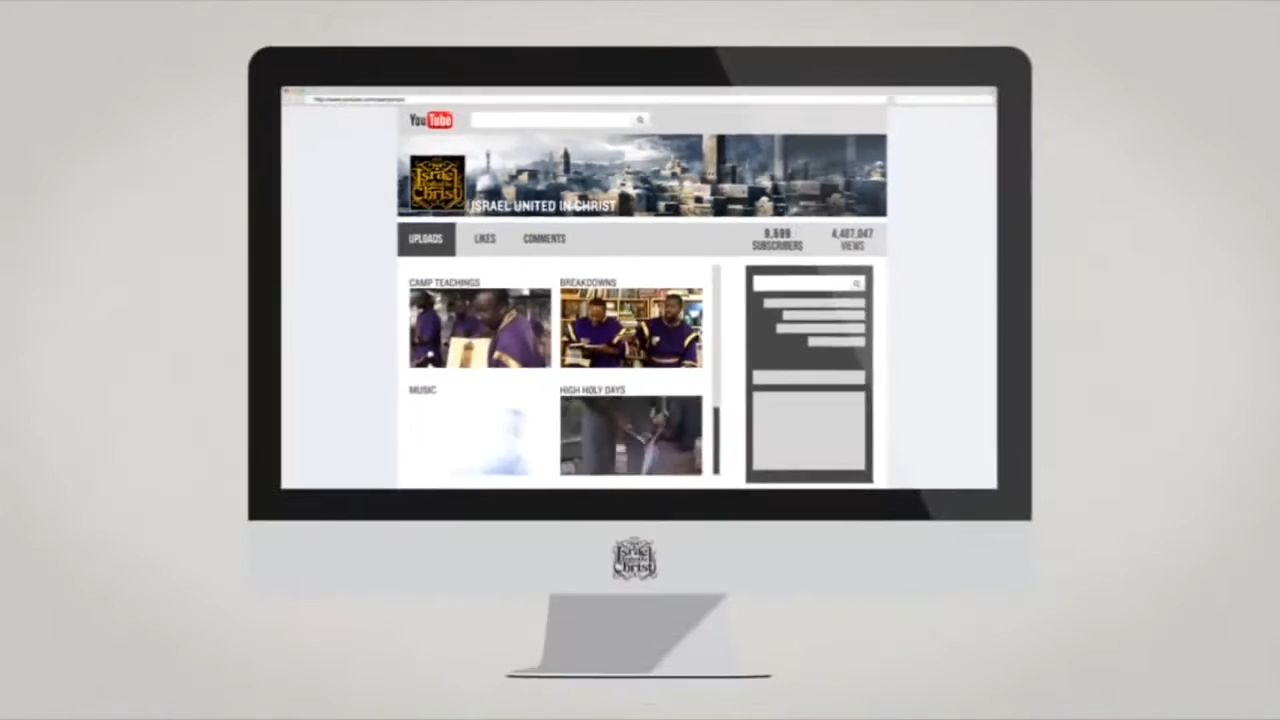 YouTube
Israel
United In
Christ
ISRAEL UNITED IN CHRIST
UPLOADS
LIKES
COMMENTS
9,699
SUBSCRIBERS
4,487,047
VIEWS
CAMP TEACHINGS
BREAKDOWNS
MUSIC
HIGH HOLY DAYS
Israel
United In
Christ